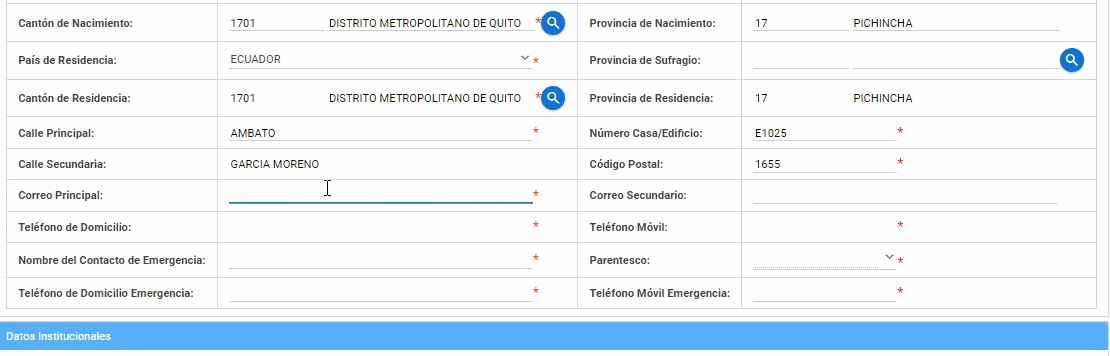 Cantón de Nacimiento: 1701 DISTRITO METROPOLITANO DE QUITO * Provincia de Nacimiento: 17 PICHINCHA
País de Residencia: ECUADOR * Provincia de Sufragio:
Cantón de Residencia: 1701 DISTRITO METROPOLITANO DE QUITO * Provincia de Residencia: 17 PICHINCHA
Calle Principal: AMBATO * Número Casa/Edificio: E1025 *
Calle Secundaria: GARCIA MORENO Código Postal: 1655 *
Correo Principal: * Correo Secundario:
Teléfono de Domicilio: * Teléfono Móvil: *
Nombre del Contacto de Emergencia: * Parentesco: *
Teléfono de Domicilio Emergencia: * Teléfono Móvil Emergencia: *
Datos Institucionales